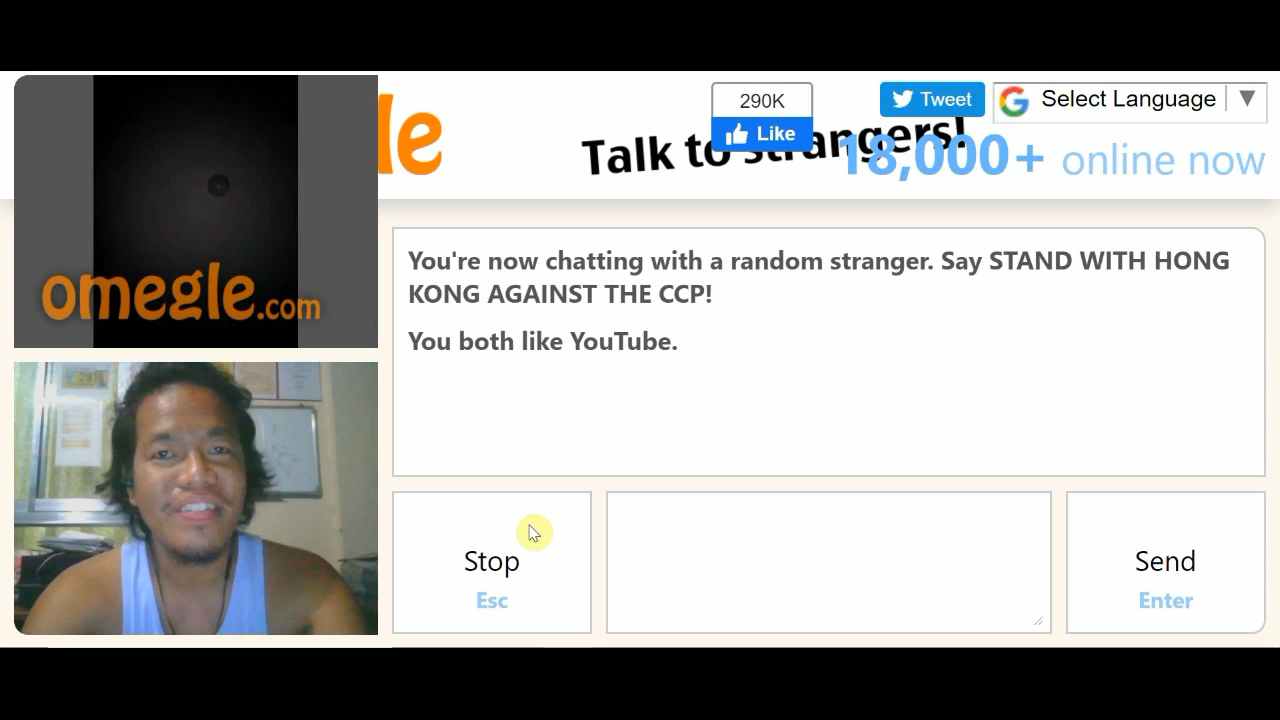 le
Talk to strangers!
290K
Like
Tweet
Select Language
18,000+ online now
omegle.com
2816
You're now chatting with a random stranger. Say STAND WITH HONG
KONG AGAINST THE CCP!
You both like YouTube.
Stop
Esc
Send
Enter